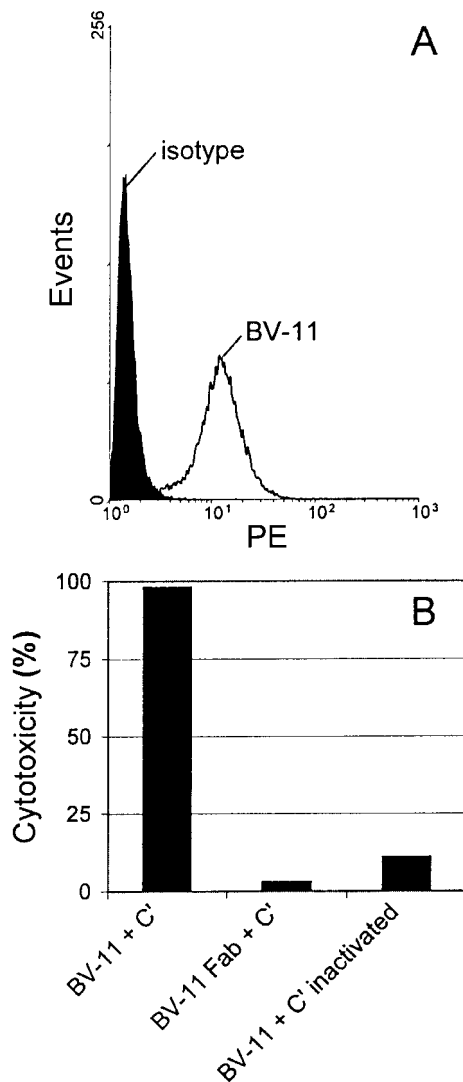 A
256
isotype
Events
BV-11
0
10⁰ 10¹ 10² 10³
PE
B
100
75
50
25
0
Cytotoxicity (%)
BV-11 + C'
BV-11 Fab + C'
BV-11 + C' inactivated